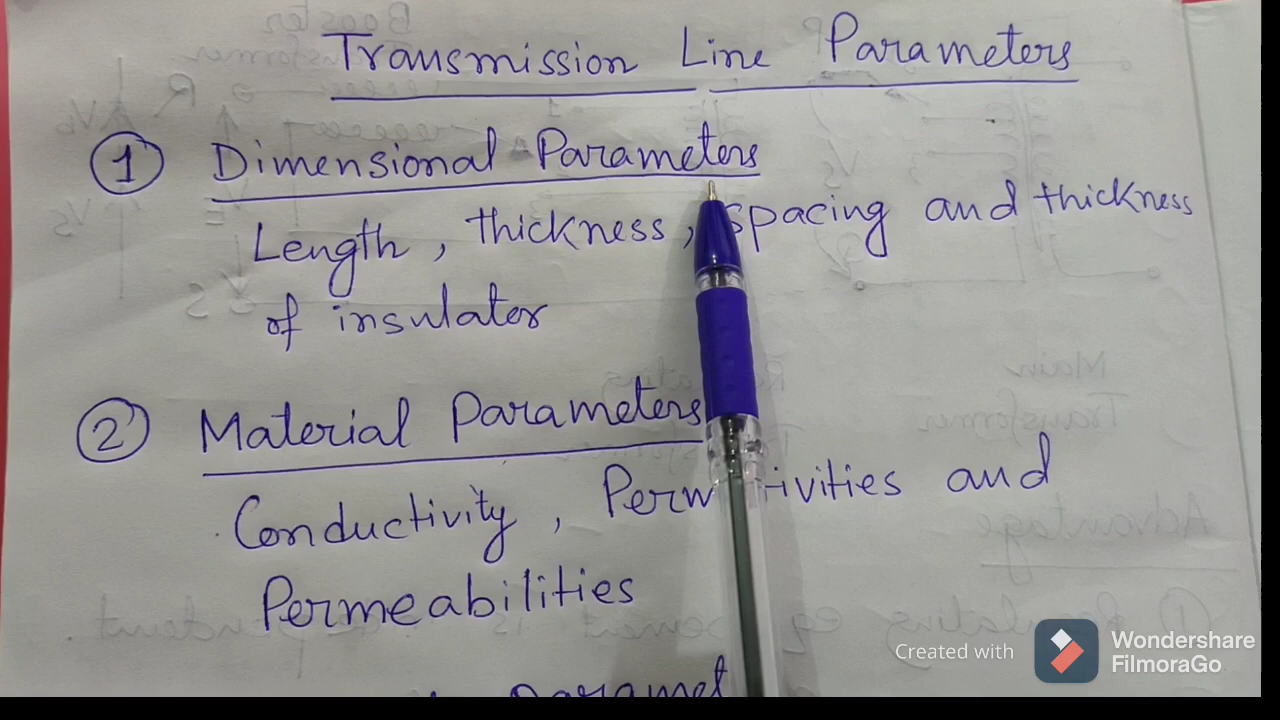 Transmission Line Parameters
① Dimensional Parameters
Length, thickness, spacing and thickness
of insulator
② Material Parameters
Conductivity, and
Permeabilities
Created with
Wondershare
FilmoraGo